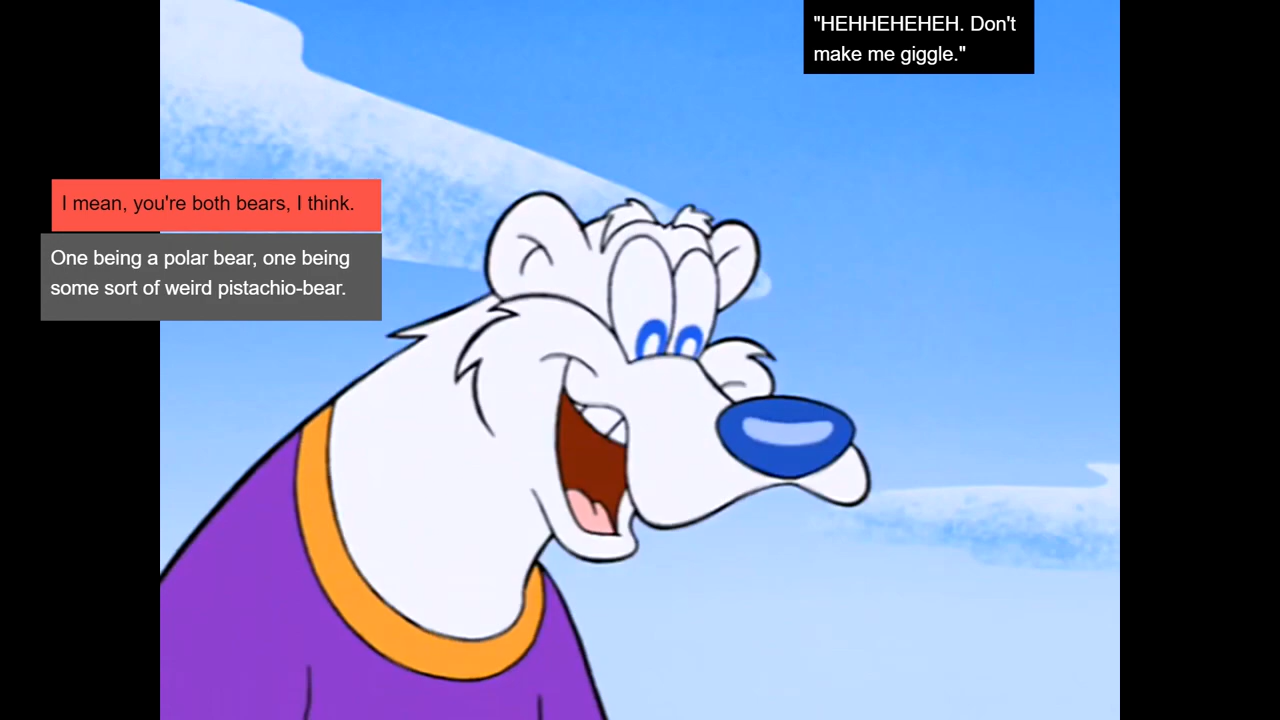 "HEHHEHEHEH. Don't
make me giggle."
I mean, you're both bears, I think.
One being a polar bear, one being
some sort of weird pistachio-bear.